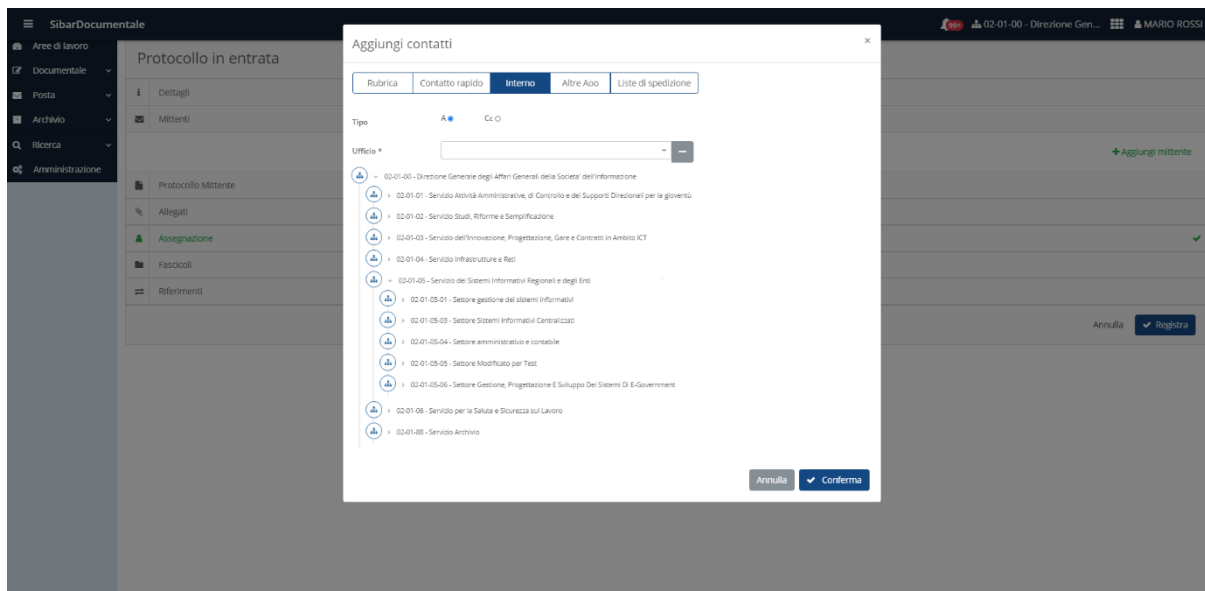 SibarDocumentale
99+
02-01-00 - Direzione Gen...
MARIO ROSSI
Aree di lavoro
Documentale
Posta
Archivio
Ricerca
Amministrazione
Protocollo in entrata
Dettagli
Mittenti
+ Aggiungi mittente
Protocollo Mittente
Allegati
Assegnazione
Fascicoli
Riferimenti
Annulla
Registra
Aggiungi contatti
×
Rubrica
Contatto rapido
Interno
Altre Aoo
Liste di spedizione
Tipo
A
Cc
Ufficio *
02-01-00 - Direzione Generale degli Affari Generali della Societa' dell'Informazione
02-01-01 - Servizio Attività Amministrative, di Controllo e dei Supporti Direzionali per la gioventù
02-01-02 - Servizio Studi, Riforme e Semplificazione
02-01-03 - Servizio dell'Innovazione, Progettazione, Gare e Contratti in Ambito ICT
02-01-04 - Servizio Infrastrutture e Reti
02-01-05 - Servizio dei Sistemi Informativi Regionali e degli Enti
02-01-05-01 - Settore gestione dei sistemi informativi
02-01-05-03 - Settore Sistemi Informativi Centralizzati
02-01-05-04 - Settore amministrativo e contabile
02-01-05-05 - Settore Modificato per Test
02-01-05-06 - Settore Gestione, Progettazione E Sviluppo Dei Sistemi Di E-Government
02-01-06 - Servizio per la Salute e Sicurezza sul Lavoro
02-01-88 - Servizio Archivio
Annulla
Conferma